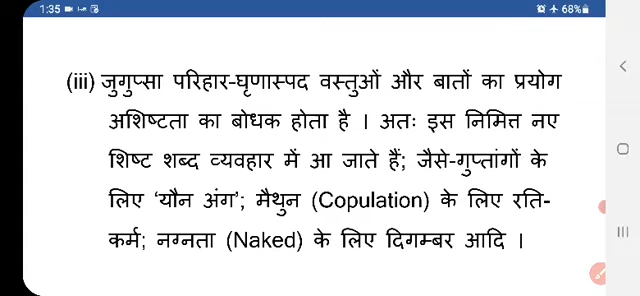 1:35 68%
(iii) जुगुप्सा परिहार-घृणास्पद वस्तुओं और बातों का प्रयोग
अशिष्टता का बोधक होता है । अतः इस निमित्त नए
शिष्ट शब्द व्यवहार में आ जाते हैं; जैसे-गुप्तांगों के
लिए ‘यौन अंग’; मैथुन (Copulation) के लिए रति-
कर्म; नग्नता (Naked) के लिए दिगम्बर आदि ।